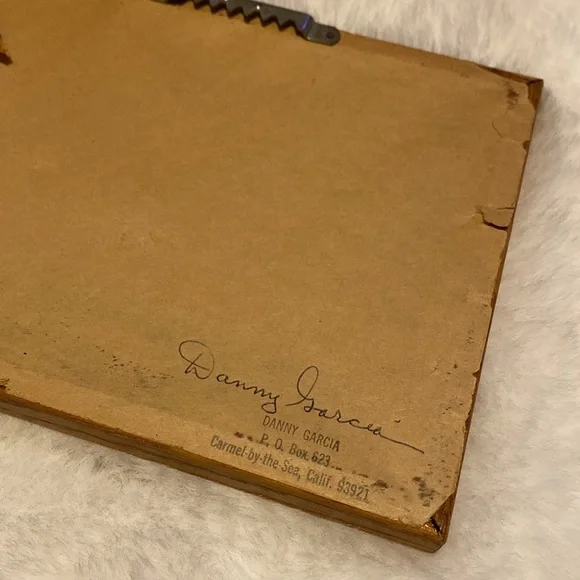 Danny Garcia
DANNY GARCIA
P. O. Box 623
Carmel-by-the Sea, Calif. 93921